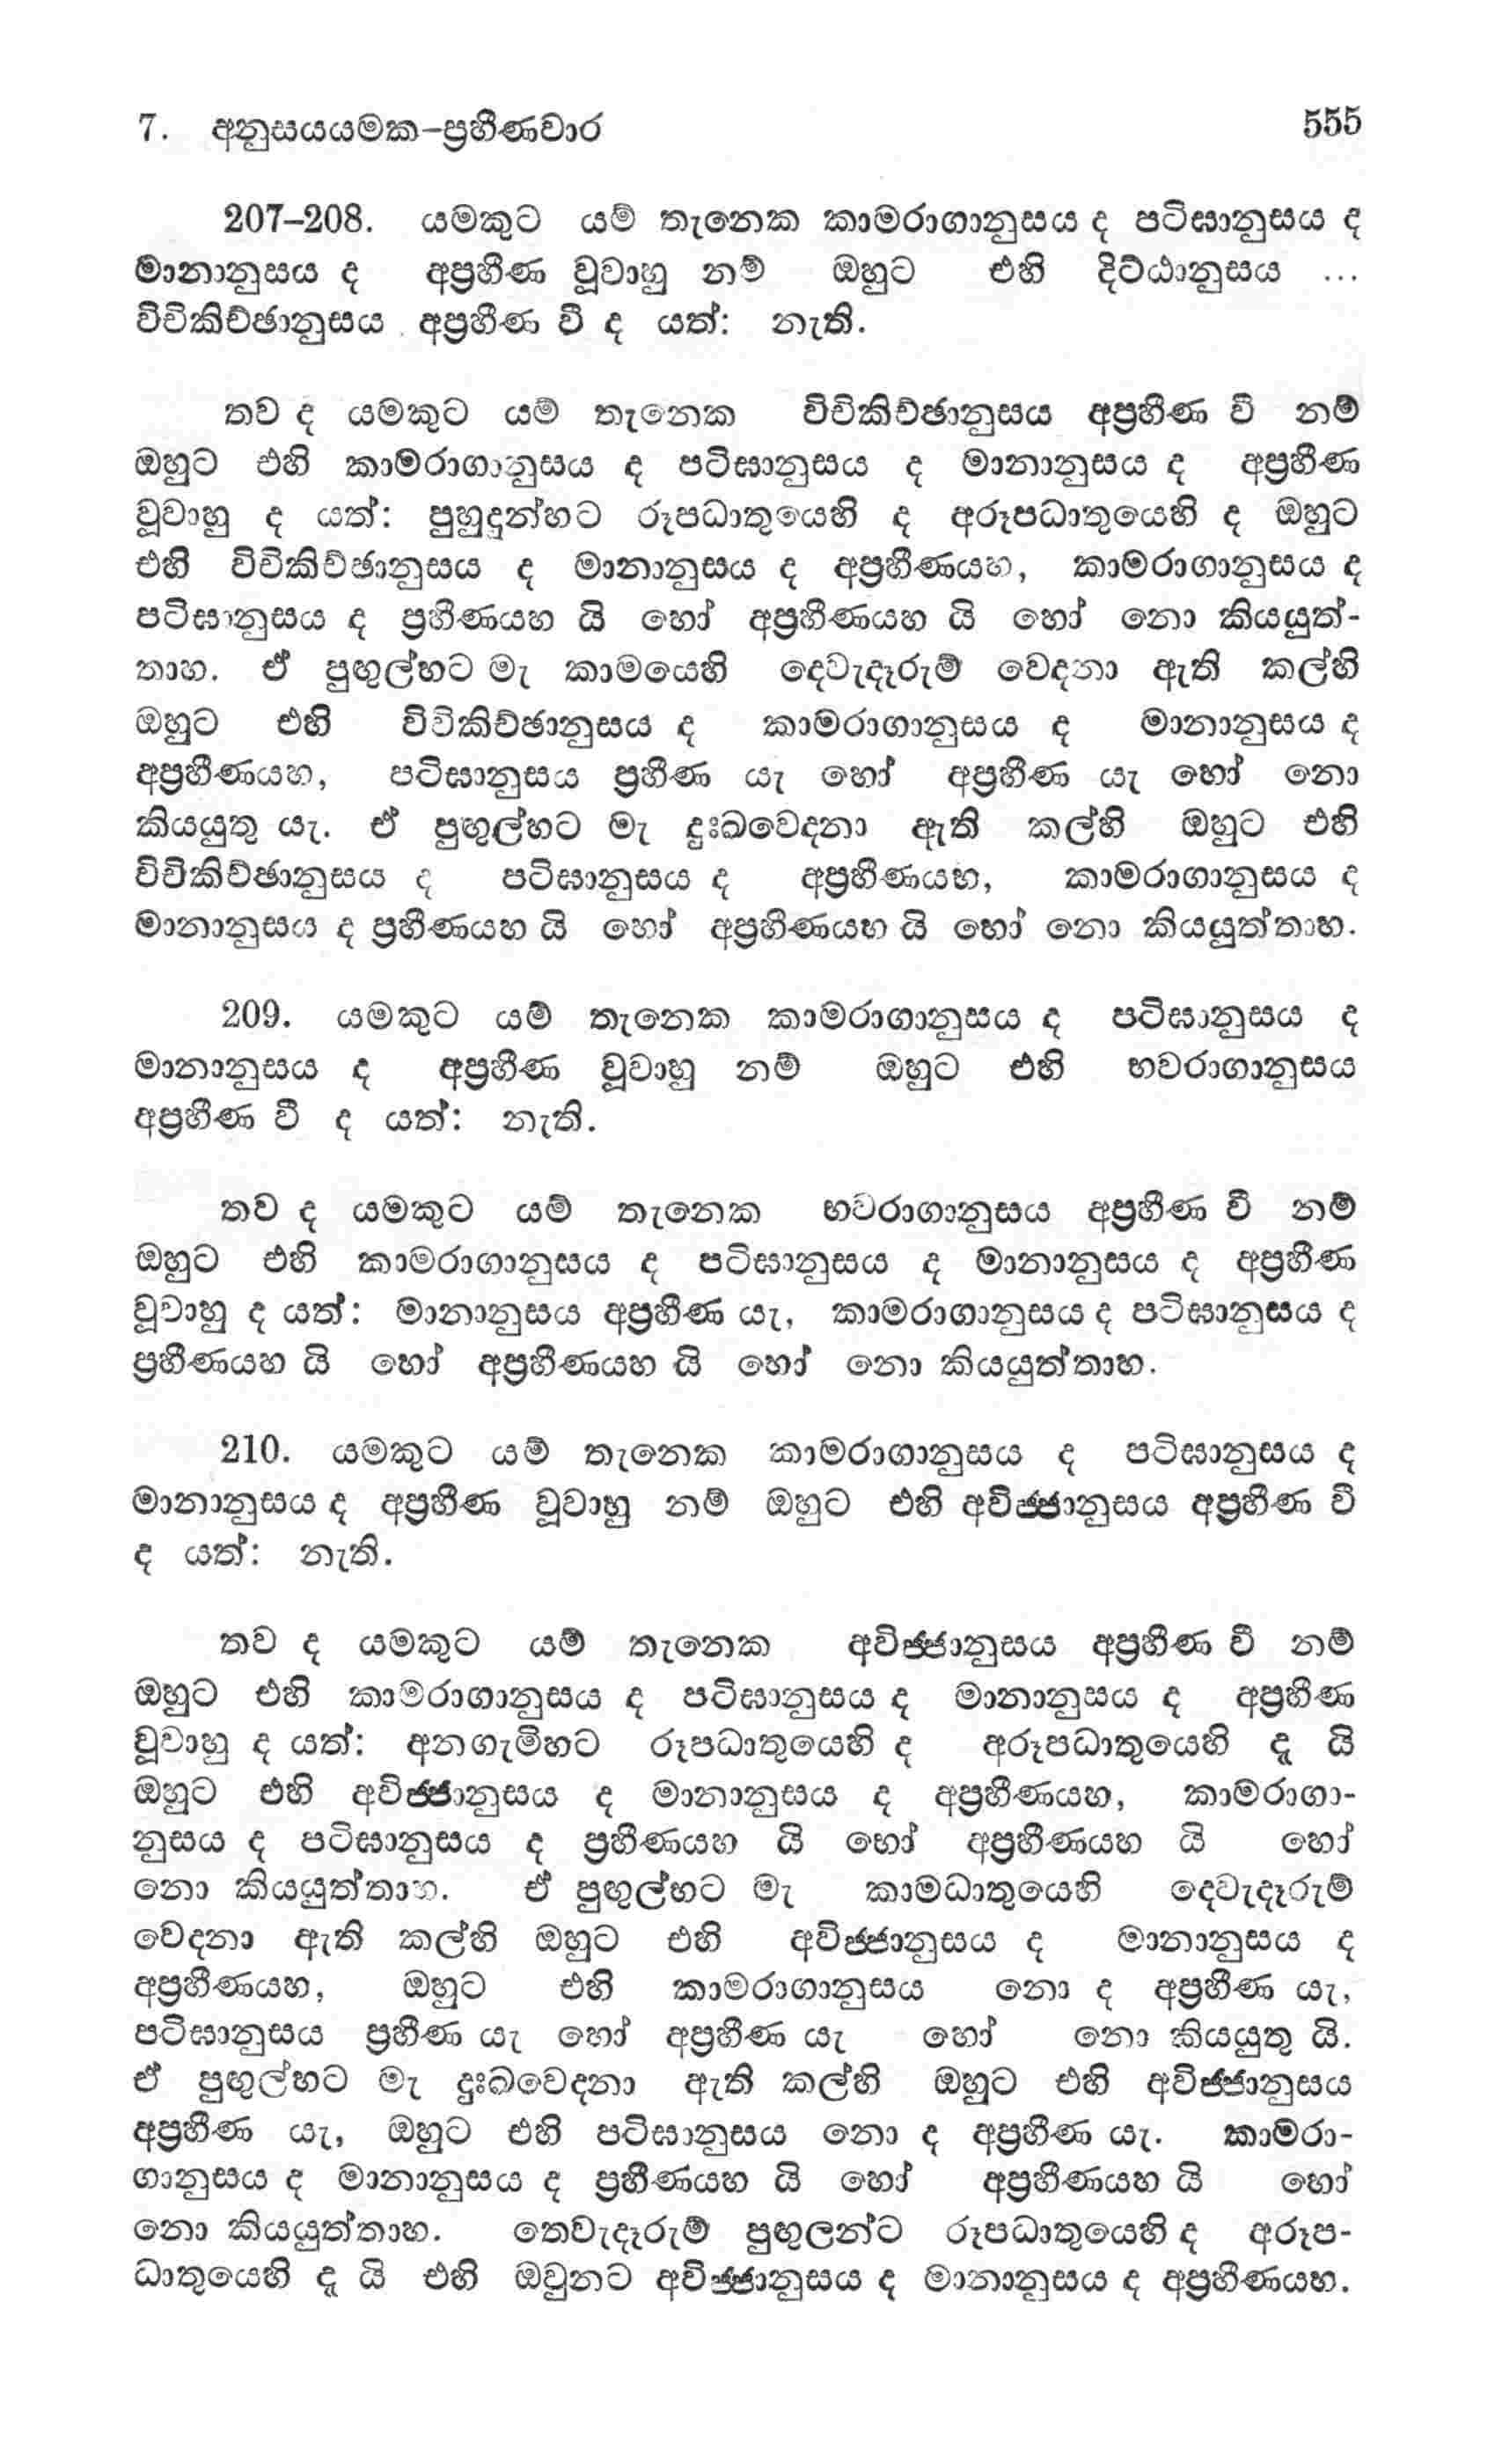 7. අනුසයයමක-ප්‍රහීණවාර 555
207–208. යමකුට යම් තැනෙක කාමරාගානුසය ද පටිඝානුසය ද
මානානුසය ද අප්‍රහීණ වූවාහු නම් ඔහුට එහි දිට්ඨානුසය ...
විචිකිච්ඡානුසය අප්‍රහීණ වී ද යත්: නැති.
තව ද යමකුට යම් තැනෙක විචිකිච්ඡානුසය අප්‍රහීණ වී නම්
ඔහුට එහි කාමරාගානුසය ද පටිඝානුසය ද මානානුසය ද අප්‍රහීණ
වූවාහු ද යත්: පුහුදුන්හට රූපධාතුයෙහි ද අරූපධාතුයෙහි ද ඔහුට
එහි විචිකිච්ඡානුසය ද මානානුසය ද අප්‍රහීණයහ, කාමරාගානුසය ද
පටිඝානුසය ද ප්‍රහීණයහ යි හෝ අප්‍රහීණයහ යි හෝ නො කියයුත්-
තාහ. ඒ පුඟුල්හට මැ කාමයෙහි දෙවැදෑරුම් වෙදනා ඇති කල්හි
ඔහුට එහි විචිකිච්ඡානුසය ද කාමරාගානුසය ද මානානුසය ද
අප්‍රහීණයහ, පටිඝානුසය ප්‍රහීණ යැ හෝ අප්‍රහීණ යැ හෝ නො
කියයුතු යැ. ඒ පුඟුල්හට මැ දුඃඛවෙදනා ඇති කල්හි ඔහුට එහි
විචිකිච්ඡානුසය ද පටිඝානුසය ද අප්‍රහීණයහ, කාමරාගානුසය ද
මානානුසය ද ප්‍රහීණයහ යි හෝ අප්‍රහීණයහ යි හෝ නො කියයුත්තාහ.
209. යමකුට යම් තැනෙක කාමරාගානුසය ද පටිඝානුසය ද
මානානුසය ද අප්‍රහීණ වූවාහු නම් ඔහුට එහි භවරාගානුසය
අප්‍රහීණ වී ද යත්: නැති.
තව ද යමකුට යම් තැනෙක භවරාගානුසය අප්‍රහීණ වී නම්
ඔහුට එහි කාමරාගානුසය ද පටිඝානුසය ද මානානුසය ද අප්‍රහීණ
වූවාහු ද යත්: මානානුසය අප්‍රහීණ යැ, කාමරාගානුසය ද පටිඝානුසය ද
ප්‍රහීණයහ යි හෝ අප්‍රහීණයහ යි හෝ නො කියයුත්තාහ.
210. යමකුට යම් තැනෙක කාමරාගානුසය ද පටිඝානුසය ද
මානානුසය ද අප්‍රහීණ වූවාහු නම් ඔහුට එහි අවිජ්ජානුසය අප්‍රහීණ වී
ද යත්: නැති.
තව ද යමකුට යම් තැනෙක අවිජ්ජානුසය අප්‍රහීණ වී නම්
ඔහුට එහි කාමරාගානුසය ද පටිඝානුසය ද මානානුසය ද අප්‍රහීණ
වූවාහු ද යත්: අනගැමිහට රූපධාතුයෙහි ද අරූපධාතුයෙහි දැ යි
ඔහුට එහි අවිජ්ජානුසය ද මානානුසය ද අප්‍රහීණයහ, කාමරාගා-
නුසය ද පටිඝානුසය ද ප්‍රහීණයහ යි හෝ අප්‍රහීණයහ යි හෝ
නො කියයුත්තාහ. ඒ පුඟුල්හට මැ කාමධාතුයෙහි දෙවැදෑරුම්
වෙදනා ඇති කල්හි ඔහුට එහි අවිජ්ජානුසය ද මානානුසය ද
අප්‍රහීණයහ, ඔහුට එහි කාමරාගානුසය නො ද අප්‍රහීණ යැ,
පටිඝානුසය ප්‍රහීණ යැ හෝ අප්‍රහීණ යැ හෝ නො කියයුතු යි.
ඒ පුඟුල්හට මැ දුඃඛවෙදනා ඇති කල්හි ඔහුට එහි අවිජ්ජානුසය
අප්‍රහීණ යැ, ඔහුට එහි පටිඝානුසය නො ද අප්‍රහීණ යැ. කාමරා-
ගානුසය ද මානානුසය ද ප්‍රහීණයහ යි හෝ අප්‍රහීණයහ යි හෝ
නො කියයුත්තාහ. තෙවැදෑරුම් පුඟුලන්ට රූපධාතුයෙහි ද අරූප-
ධාතුයෙහි දැ යි එහි ඔවුනට අවිජ්ජානුසය ද මානානුසය ද අප්‍රහීණයහ.